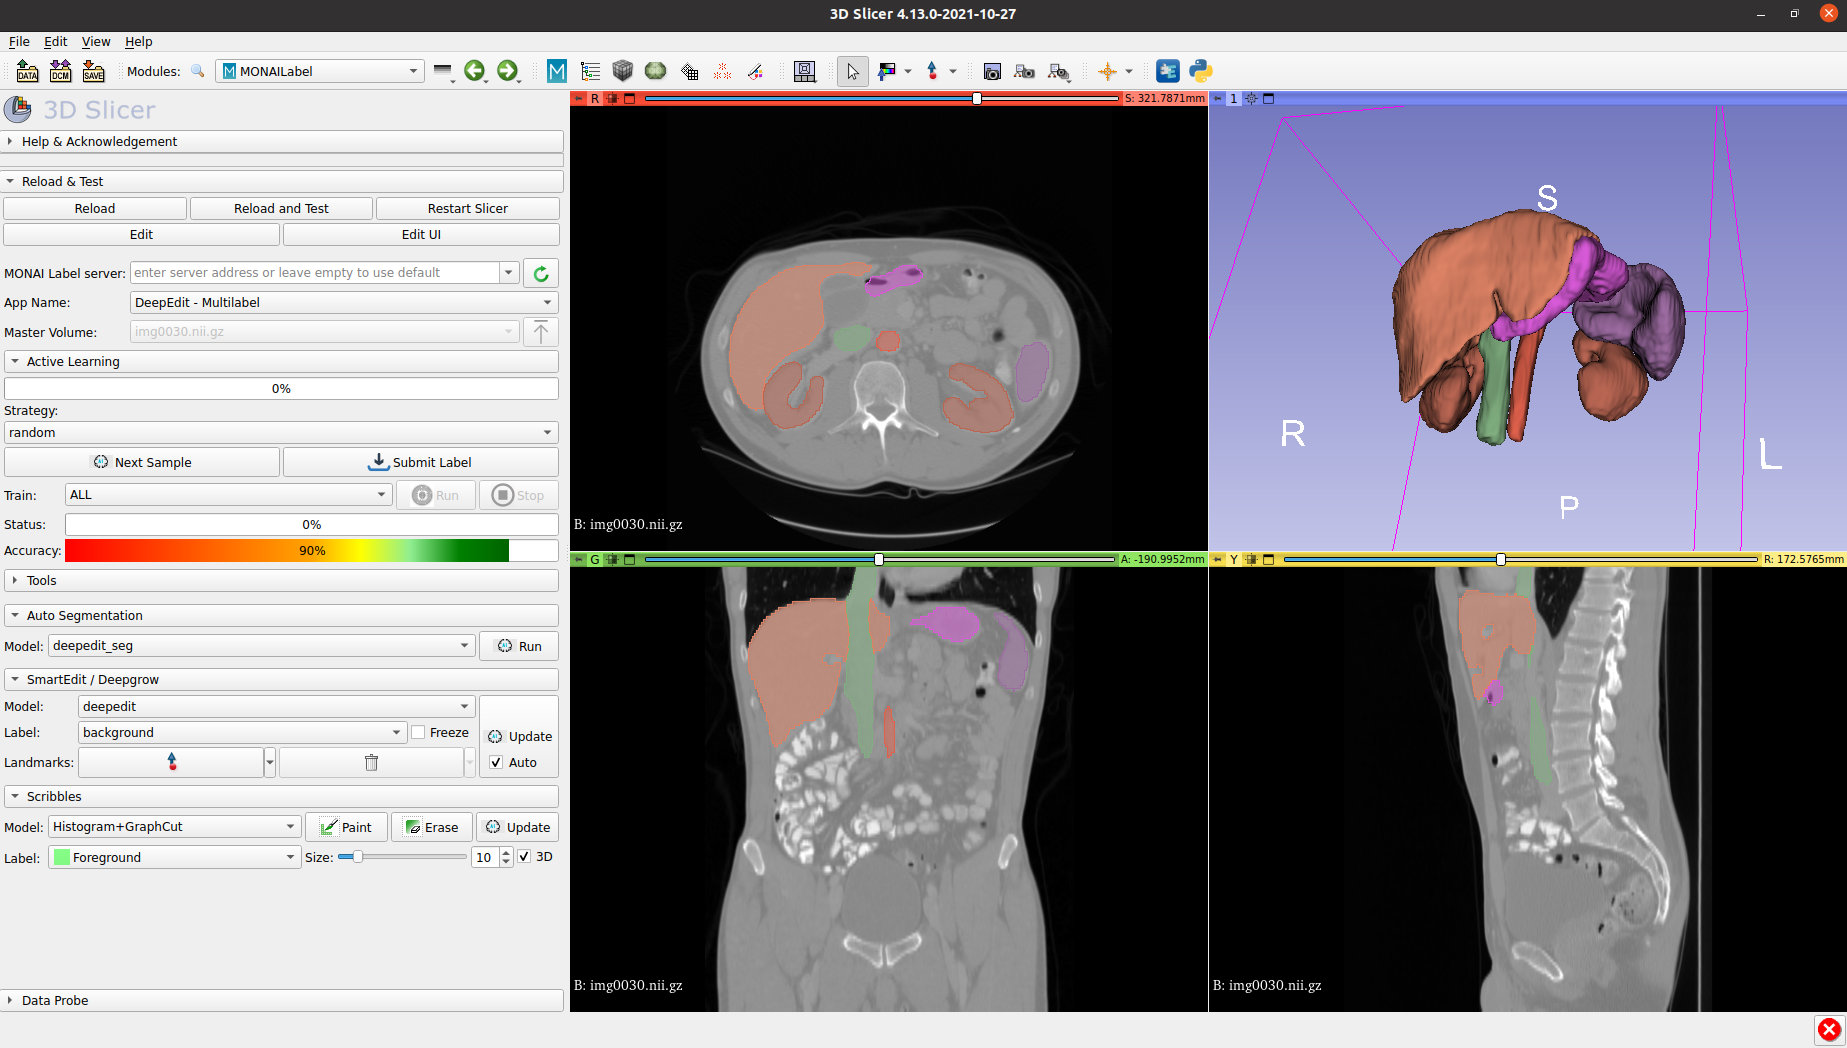 3D Slicer 4.13.0-2021-10-27
File Edit View Help
DATA DCM SAVE Modules: M MONAILabel M
3D Slicer
Help & Acknowledgement
Reload & Test
Reload Reload and Test Restart Slicer
Edit Edit UI
MONAI Label server: enter server address or leave empty to use default
App Name: DeepEdit - Multilabel
Master Volume: img0030.nii.gz
Active Learning
0%
Strategy:
random
Next Sample Submit Label
Train: ALL Run Stop
Status: 0%
Accuracy: 90%
Tools
Auto Segmentation
Model: deepedit_seg Run
SmartEdit / Deepgrow
Model: deepedit
Label: background Freeze Update
Landmarks: Auto
Scribbles
Model: Histogram+GraphCut Paint Erase Update
Label: Foreground Size: 10 3D
Data Probe
R S: 321.7871mm
B: img0030.nii.gz
1
S
R
L
P
G A: -190.9952mm
B: img0030.nii.gz
Y R: 172.5765mm
B: img0030.nii.gz